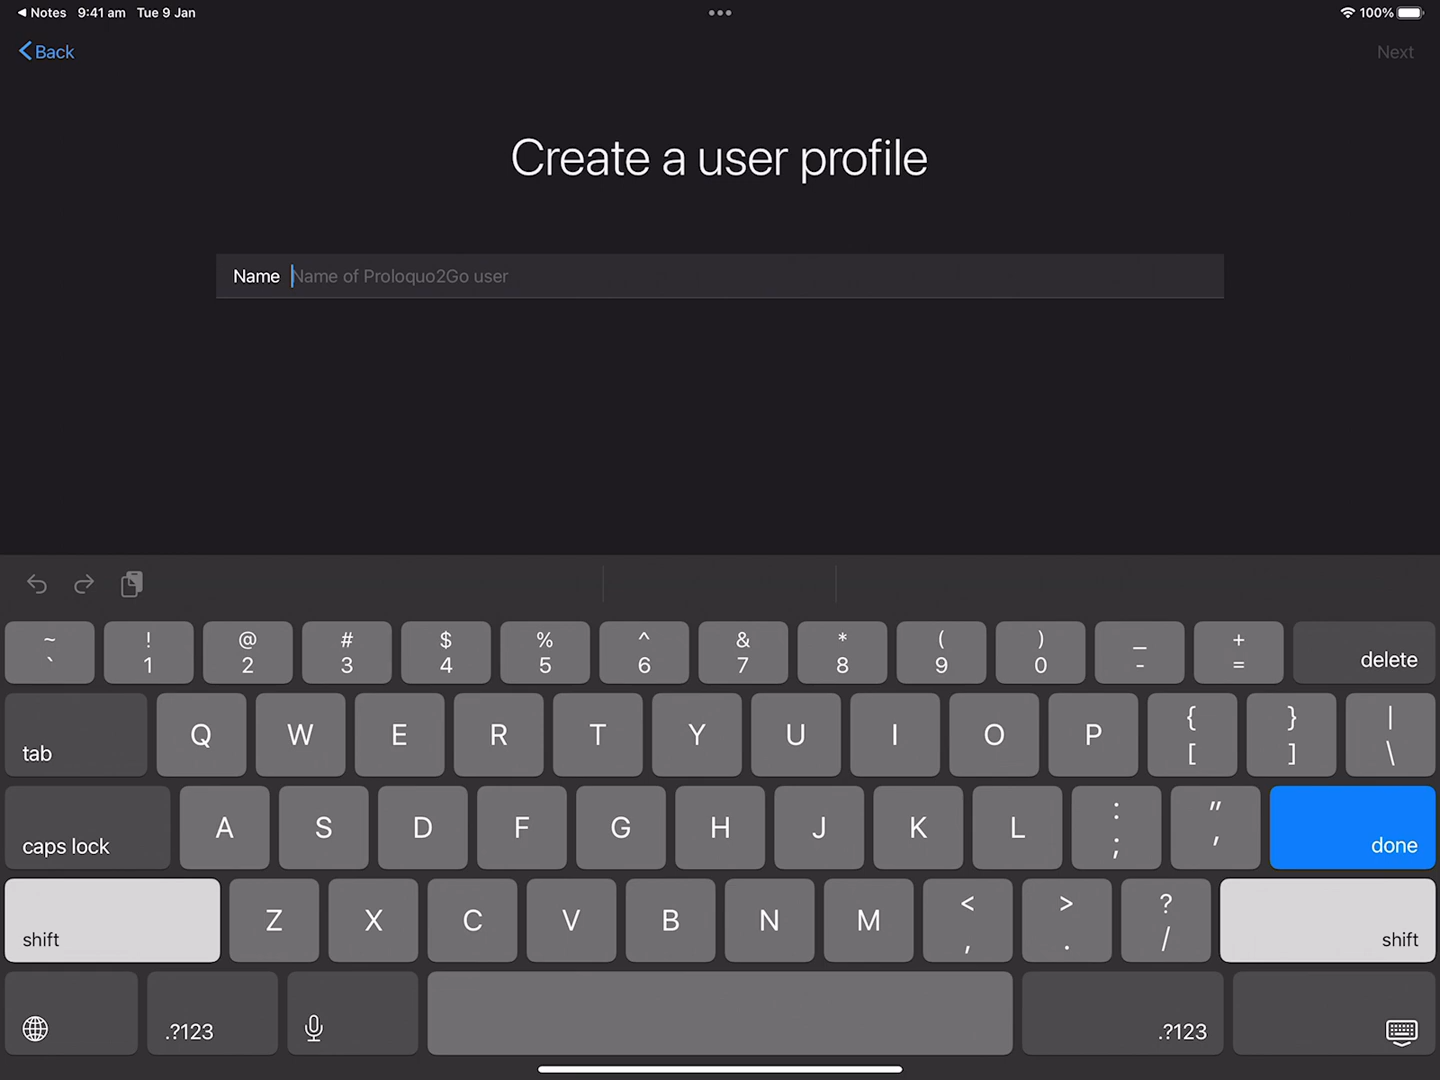 ◀ Notes 9:41 am Tue 9 Jan 100%
Back Next
Create a user profile
Name Name of Proloquo2Go user
~ ! @ # $ % ^ & * ( ) _ +
` 1 2 3 4 5 6 7 8 9 0 - = delete
tab Q W E R T Y U I O P { [ } ] | \
caps lock A S D F G H J K L : ; " ' done
shift Z X C V B N M < , > . ? / shift
.?123 .?123